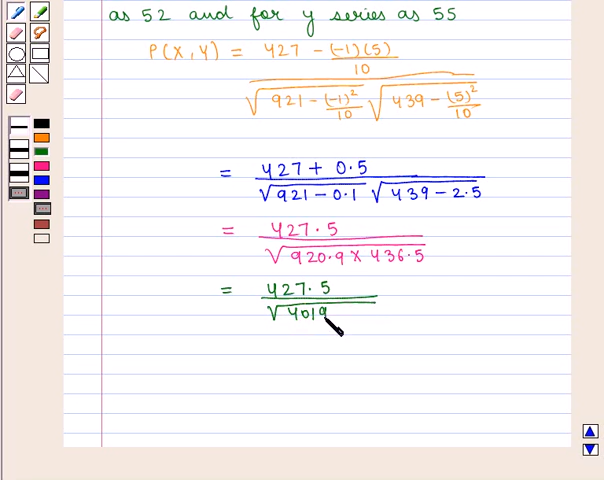 as 52 and for y series as 55
P(X,Y) = 427 - (-1)(5)/10
√921-(-1)²/10 √439-(5)²/10
= 427 + 0.5
√921-0.1 √439-2.5
= 427.5
√920.9 × 436.5
= 427.5
√4019